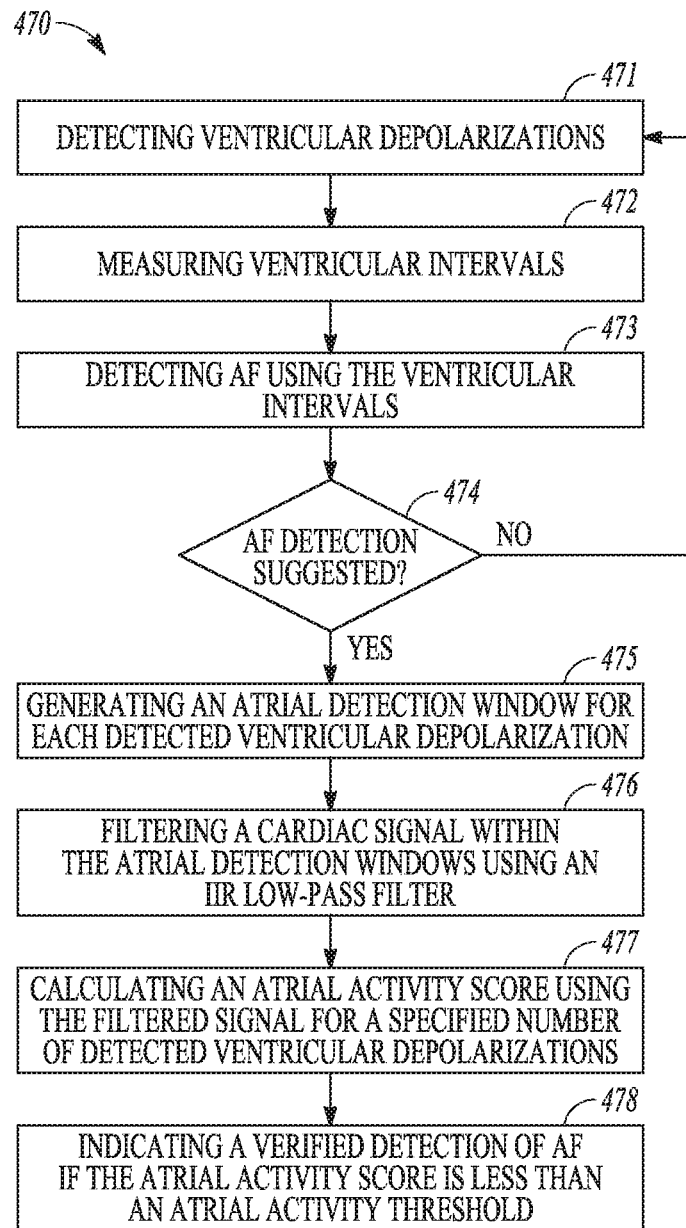 470
471
DETECTING VENTRICULAR DEPOLARIZATIONS
472
MEASURING VENTRICULAR INTERVALS
473
DETECTING AF USING THE VENTRICULAR
INTERVALS
474
AF DETECTION
SUGGESTED?
NO
YES
475
GENERATING AN ATRIAL DETECTION WINDOW FOR
EACH DETECTED VENTRICULAR DEPOLARIZATION
476
FILTERING A CARDIAC SIGNAL WITHIN
THE ATRIAL DETECTION WINDOWS USING AN
IIR LOW-PASS FILTER
477
CALCULATING AN ATRIAL ACTIVITY SCORE USING
THE FILTERED SIGNAL FOR A SPECIFIED NUMBER
OF DETECTED VENTRICULAR DEPOLARIZATIONS
478
INDICATING A VERIFIED DETECTION OF AF
IF THE ATRIAL ACTIVITY SCORE IS LESS THAN
AN ATRIAL ACTIVITY THRESHOLD